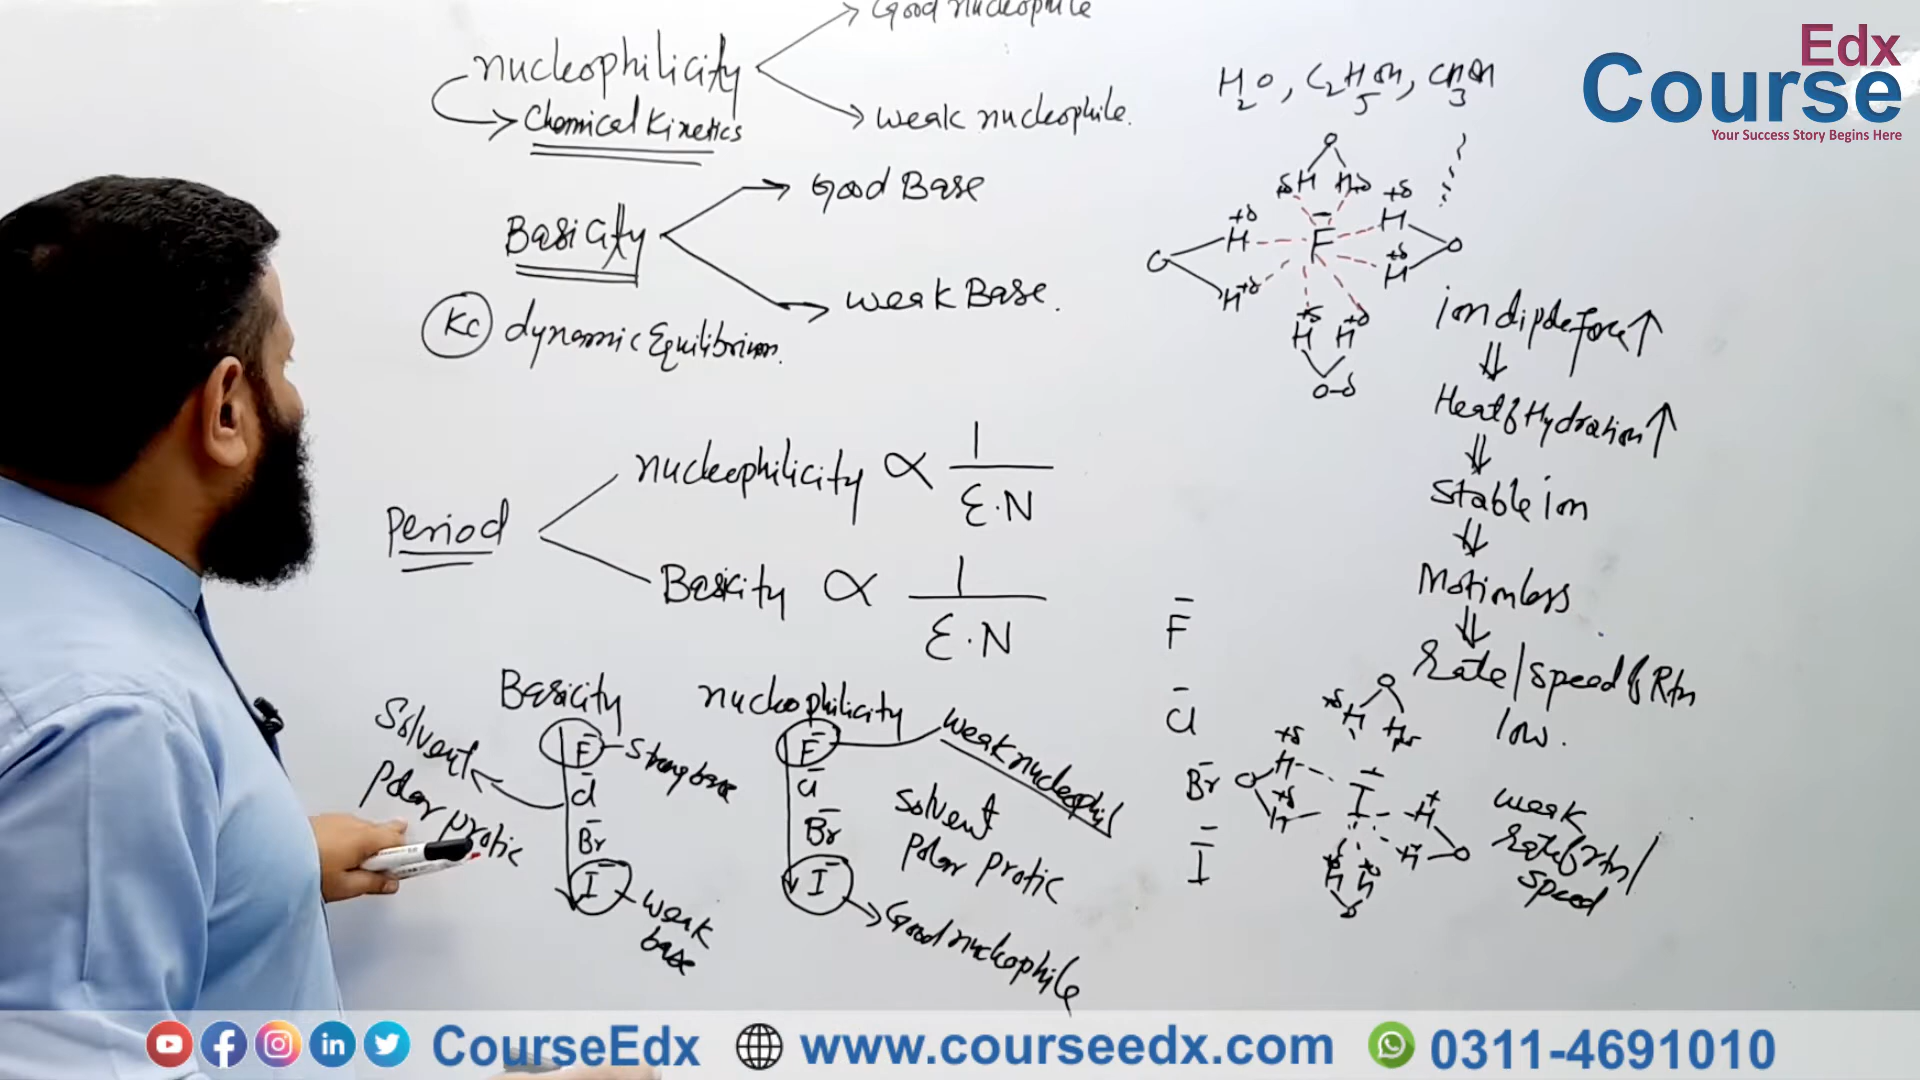 Good nucleophile
nucleophilicity
Chemical Kinetics
weak nucleophile.
Basicity
Good Base
weak Base.
Kc dynamic Equilibrium.
Period
nucleophilicity ∝ 1/E.N
Basicity ∝ 1/E.N
Basicity
F⁻ strong base
Cl⁻
Br⁻
I⁻ weak base
Solvent
Polar protic
nucleophilicity
F⁻ weak nucleophil
Cl⁻
Br⁻
I⁻ Good nucleophile
Solvent
Polar protic
F⁻
Cl⁻
Br⁻
I⁻
H₂O, C₂H₅OH, CH₃OH
O
δH H+δ
+δ
H
+δ
H
O
F⁻
O
H
+δ
H+δ
+δ
H
+δ
H
O-δ
ion dipole force ↑
Heat of Hydration ↑
Stable ion
Motionless
Rate/speed of Rxn
low.
O
+δ
H H
+δ
H
O
+δ
H
I⁻
+
H
+H
O
H H
O
weak
rate of rxn/
speed
Edx
Course
Your Success Story Begins Here
CourseEdx www.courseedx.com 0311-4691010